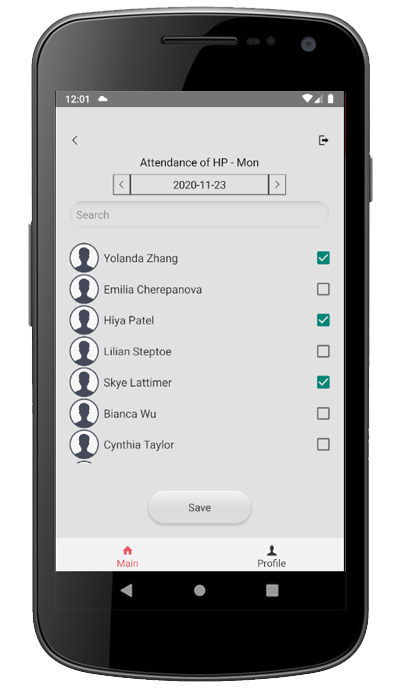 12:01
Attendance of HP - Mon
2020-11-23
Search
Yolanda Zhang
Emilia Cherepanova
Hiya Patel
Lilian Steptoe
Skye Lattimer
Bianca Wu
Cynthia Taylor
Save
Main Profile